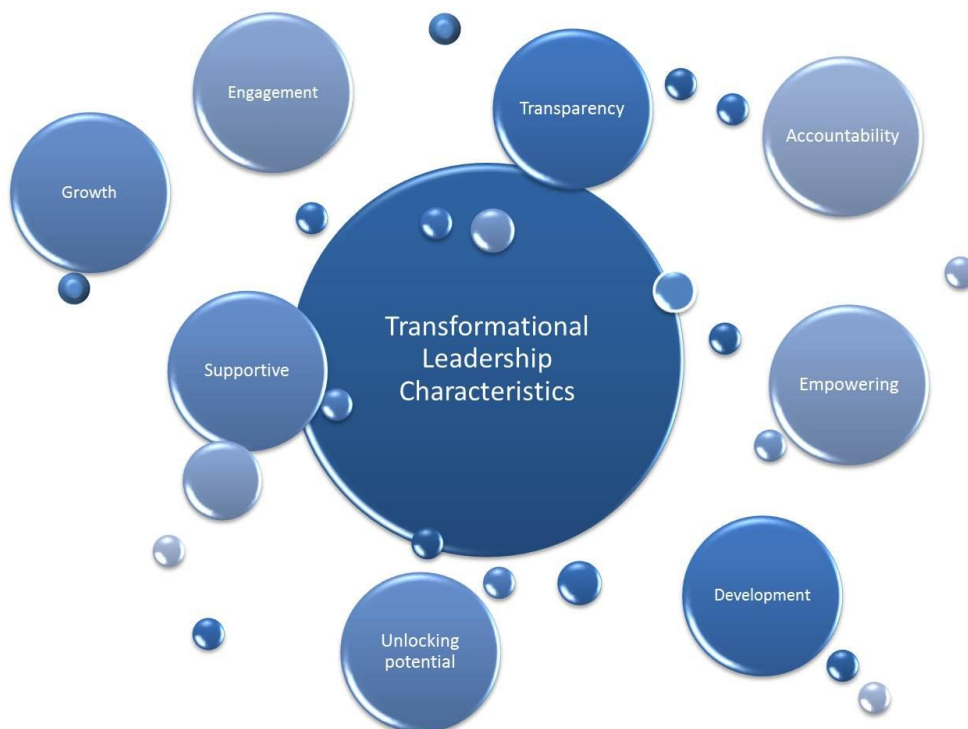 Engagement
Transparency
Accountability
Growth
Transformational
Leadership
Characteristics
Supportive
Empowering
Development
Unlocking
potential